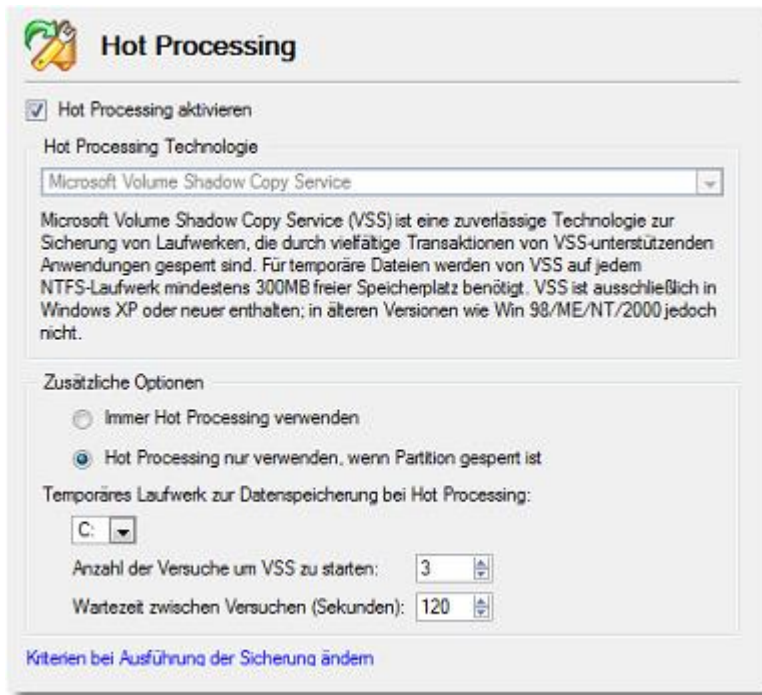 Hot Processing
Hot Processing aktivieren
Hot Processing Technologie
Microsoft Volume Shadow Copy Service
Microsoft Volume Shadow Copy Service (VSS) ist eine zuverlässige Technologie zur
Sicherung von Laufwerken, die durch vielfältige Transaktionen von VSS-unterstützenden
Anwendungen gesperrt sind. Für temporäre Dateien werden von VSS auf jedem
NTFS-Laufwerk mindestens 300MB freier Speicherplatz benötigt. VSS ist ausschließlich in
Windows XP oder neuer enthalten; in älteren Versionen wie Win 98/ME/NT/2000 jedoch
nicht.
Zusätzliche Optionen
Immer Hot Processing verwenden
Hot Processing nur verwenden, wenn Partition gesperrt ist
Temporäres Laufwerk zur Datenspeicherung bei Hot Processing:
C:
Anzahl der Versuche um VSS zu starten: 3
Wartezeit zwischen Versuchen (Sekunden): 120
Kriterien bei Ausführung der Sicherung ändern